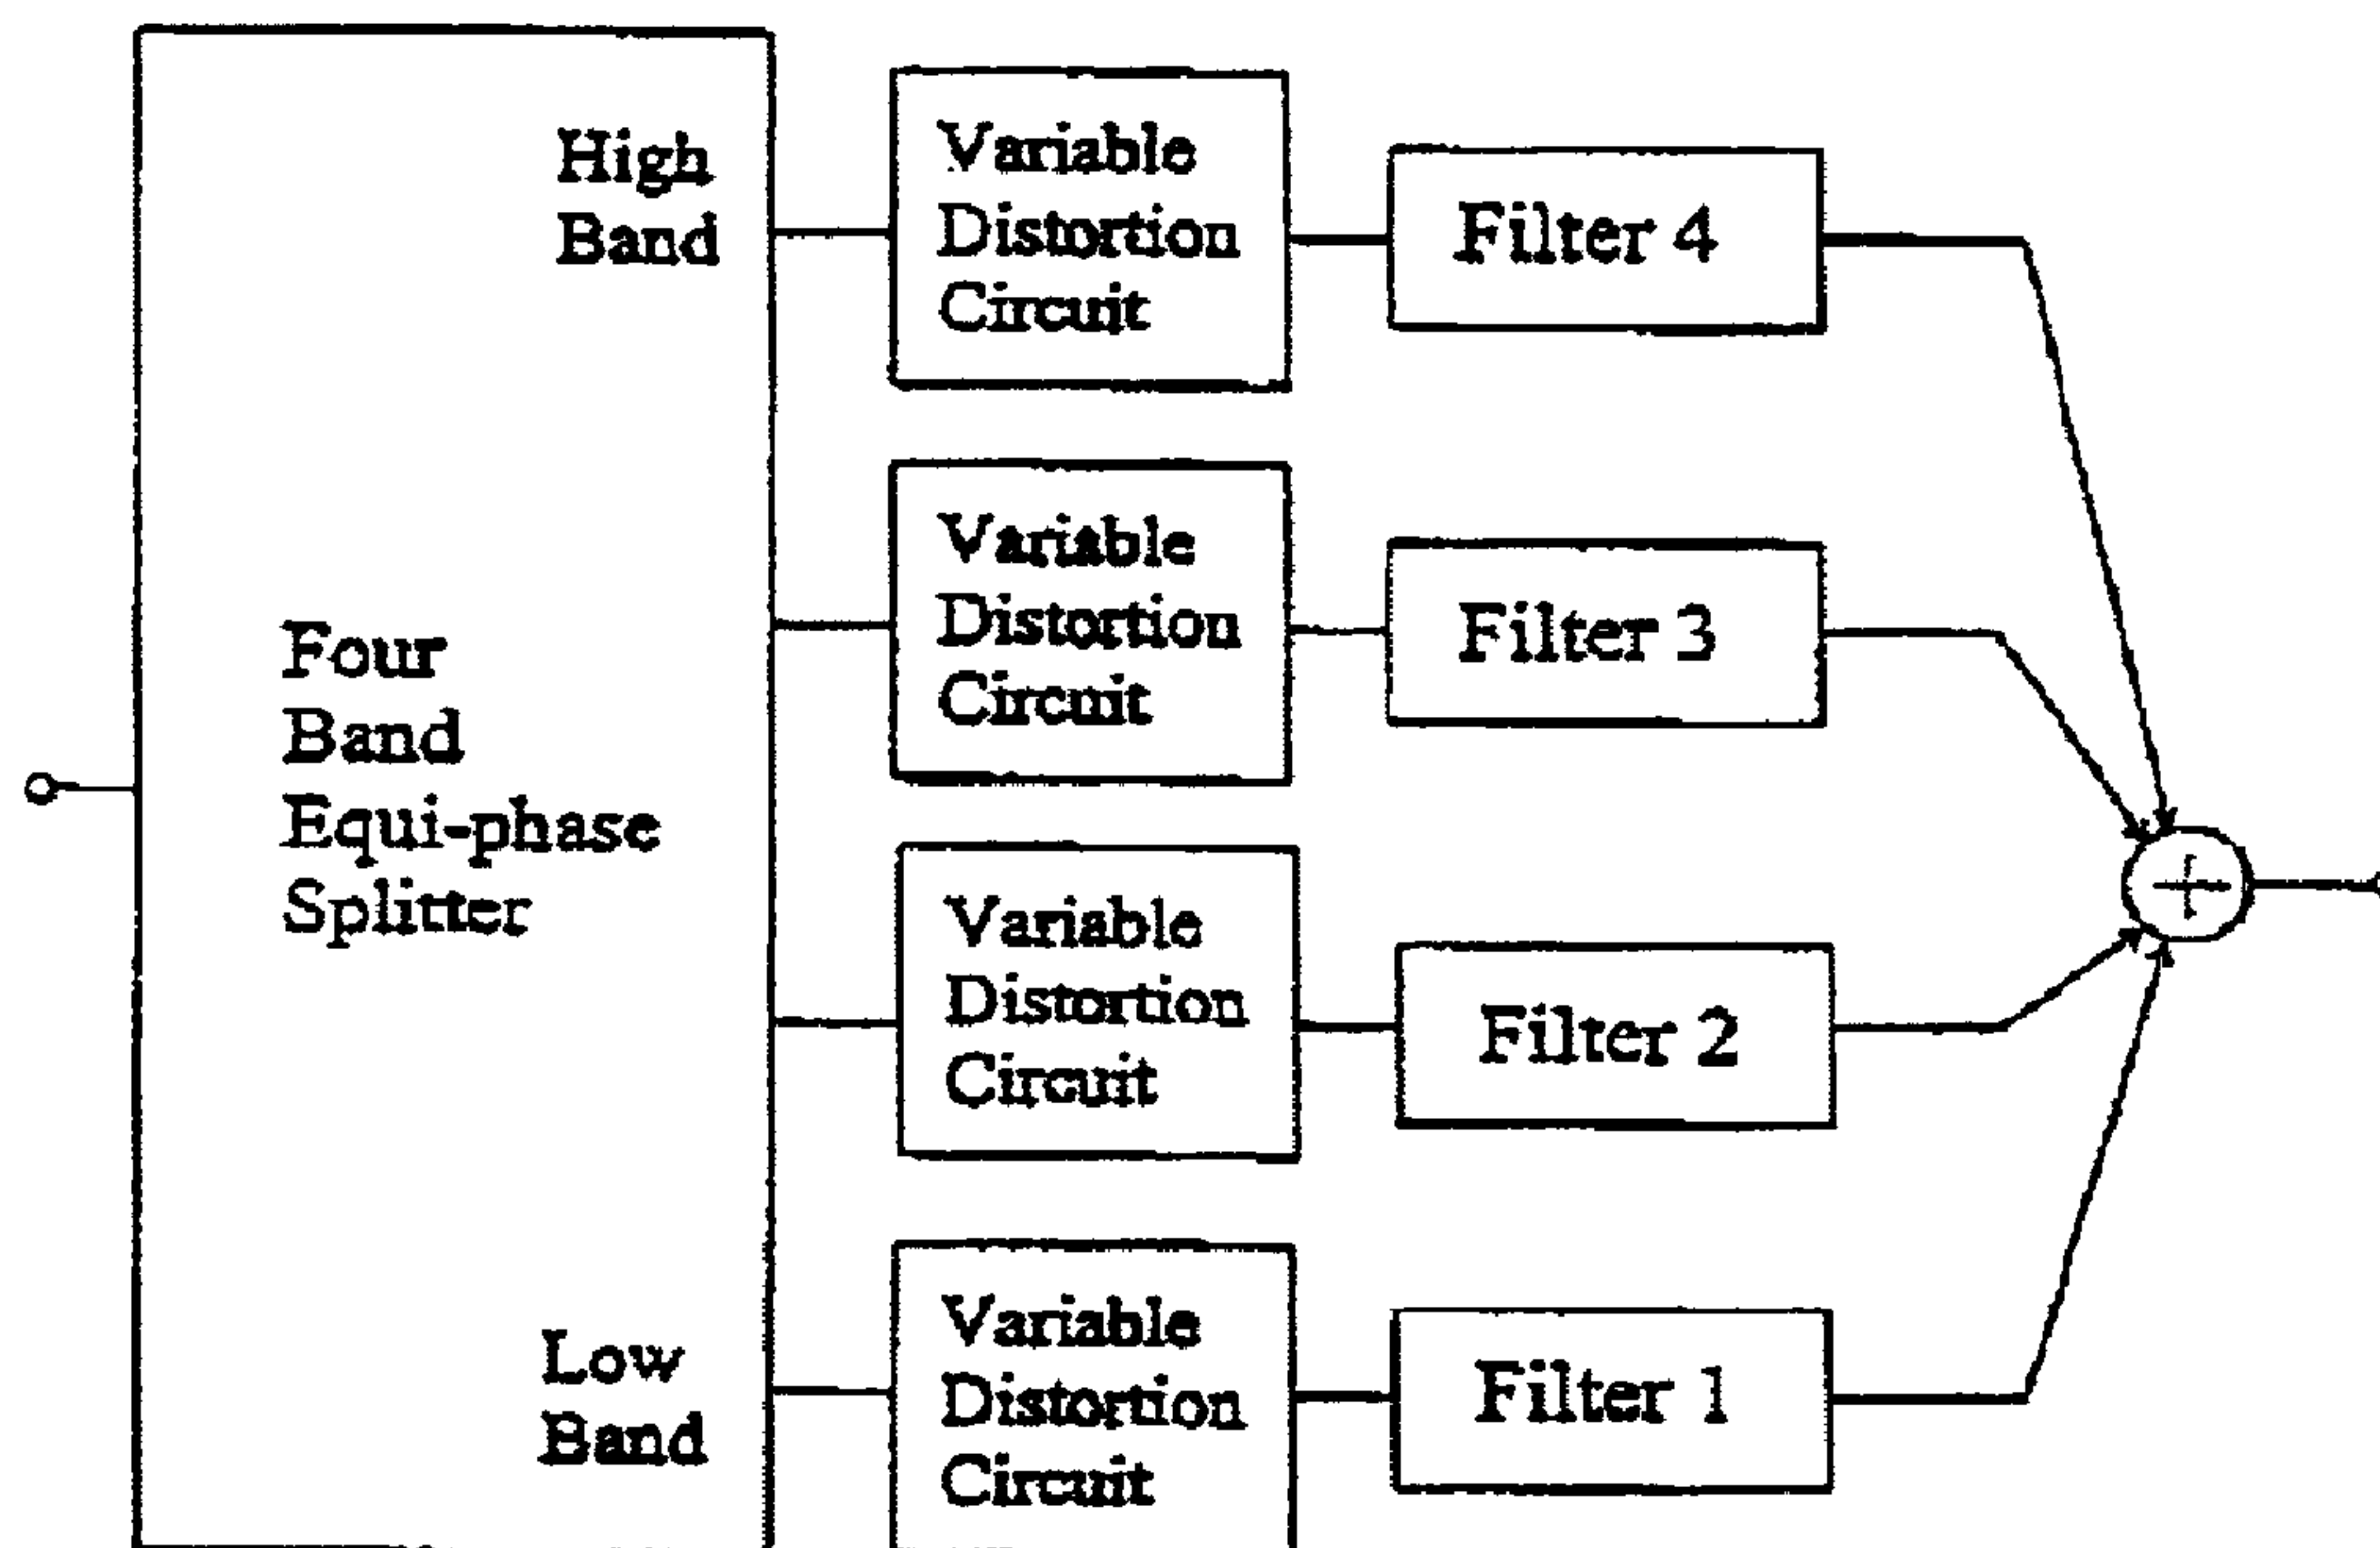 High
Band
Four
Band
Equi-phase
Splitter
Low
Band
Variable
Distortion
Circuit
Filter 4
Variable
Distortion
Circuit
Filter 3
Variable
Distortion
Circuit
Filter 2
Variable
Distortion
Circuit
Filter 1
+